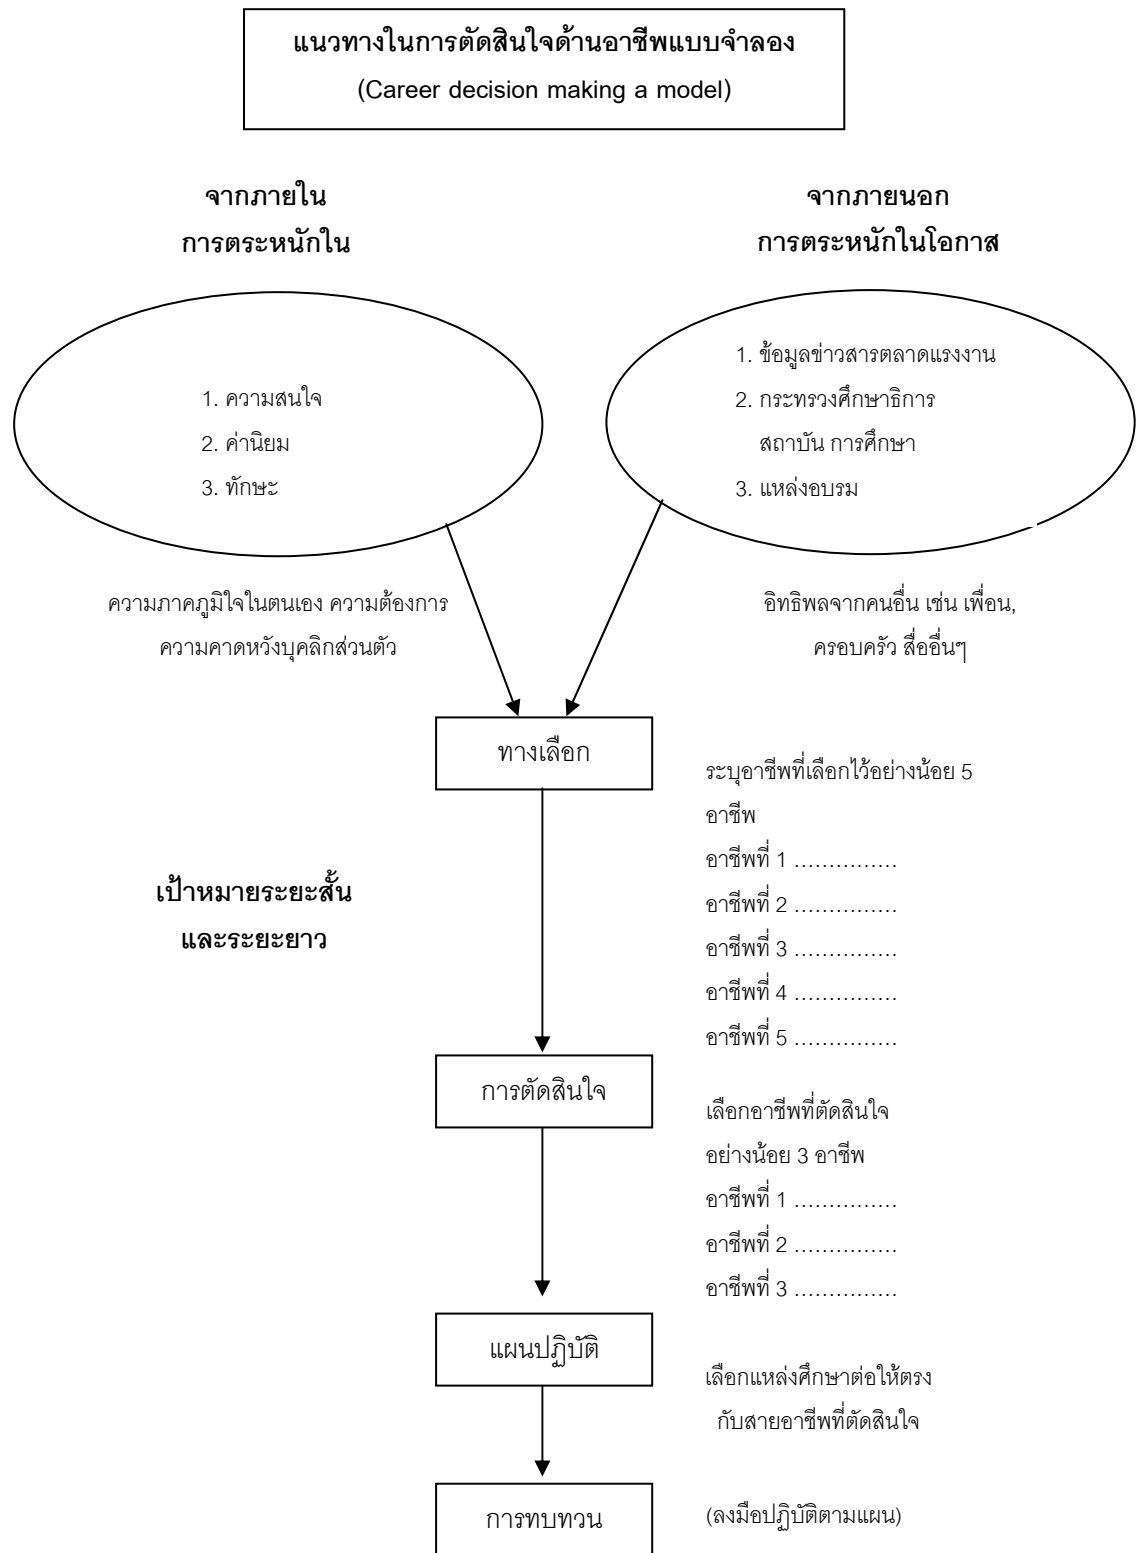 แนวทางในการตัดสินใจด้านอาชีพแบบจำลอง
(Career decision making a model)
จากภายใน
การตระหนักใน
จากภายนอก
การตระหนักในโอกาส
1. ความสนใจ
2. ค่านิยม
3. ทักษะ
1. ข้อมูลข่าวสารตลาดแรงงาน
2. กระทรวงศึกษาธิการ
สถาบัน การศึกษา
3. แหล่งอบรม
ความภาคภูมิใจในตนเอง ความต้องการ
ความคาดหวังบุคลิกส่วนตัว
อิทธิพลจากคนอื่น เช่น เพื่อน,
ครอบครัว สื่ออื่นๆ
ทางเลือก
ระบุอาชีพที่เลือกไว้อย่างน้อย 5
อาชีพ
อาชีพที่ 1 ...............
อาชีพที่ 2 ...............
อาชีพที่ 3 ...............
อาชีพที่ 4 ...............
อาชีพที่ 5 ...............
เป้าหมายระยะสั้น
และระยะยาว
การตัดสินใจ
เลือกอาชีพที่ตัดสินใจ
อย่างน้อย 3 อาชีพ
อาชีพที่ 1 ...............
อาชีพที่ 2 ...............
อาชีพที่ 3 ...............
แผนปฏิบัติ
เลือกแหล่งศึกษาต่อให้ตรง
กับสายอาชีพที่ตัดสินใจ
การทบทวน
(ลงมือปฏิบัติตามแผน)